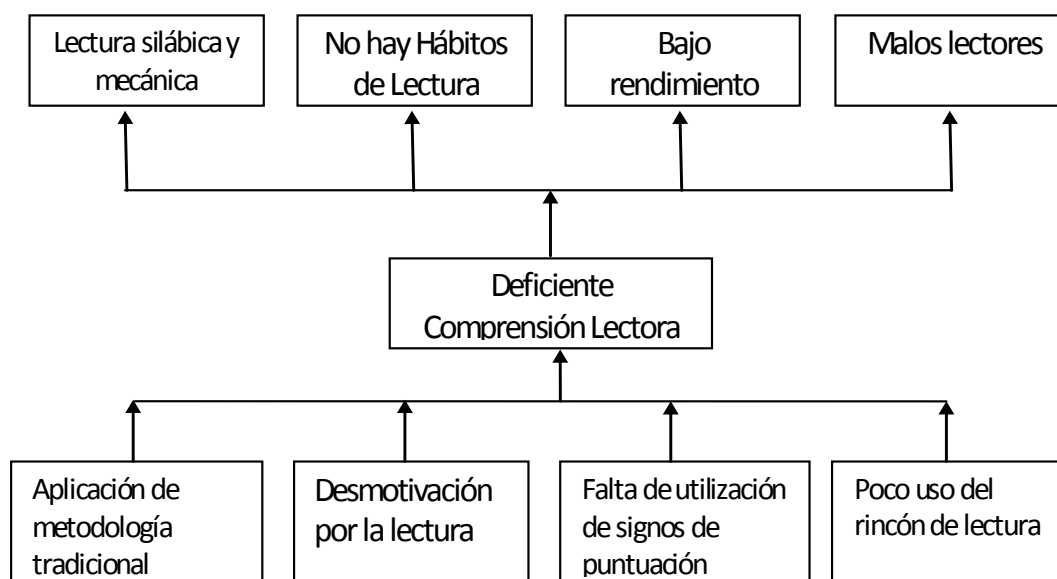 Lectura silábica y
mecánica
No hay Hábitos
de Lectura
Bajo
rendimiento
Malos lectores
Deficiente
Comprensión Lectora
Aplicación de
metodología
tradicional
Desmotivación
por la lectura
Falta de utilización
de signos de
puntuación
Poco uso del
rincón de lectura